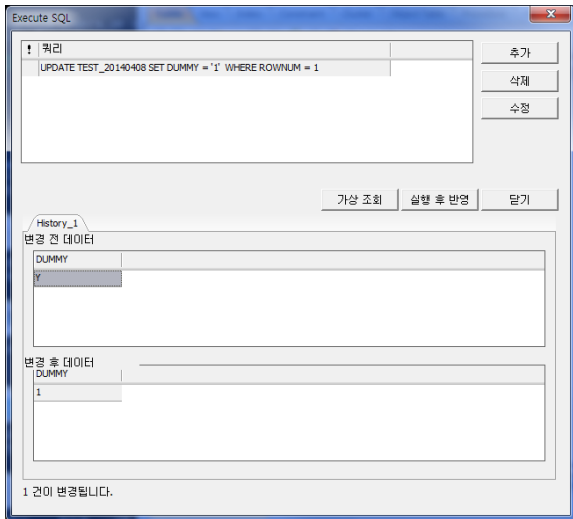 Execute SQL
! 쿼리
UPDATE TEST_20140408 SET DUMMY = '1' WHERE ROWNUM = 1
추가
삭제
수정
가상 조회 실행 후 반영 닫기
History_1
변경 전 데이터
DUMMY
Y
변경 후 데이터
DUMMY
1
1 건이 변경됩니다.